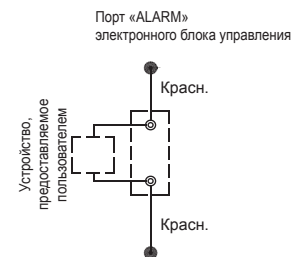 Порт «ALARM»
электронного блока управления
Красн.
Устройство,
предоставляемое
пользователем
Красн.